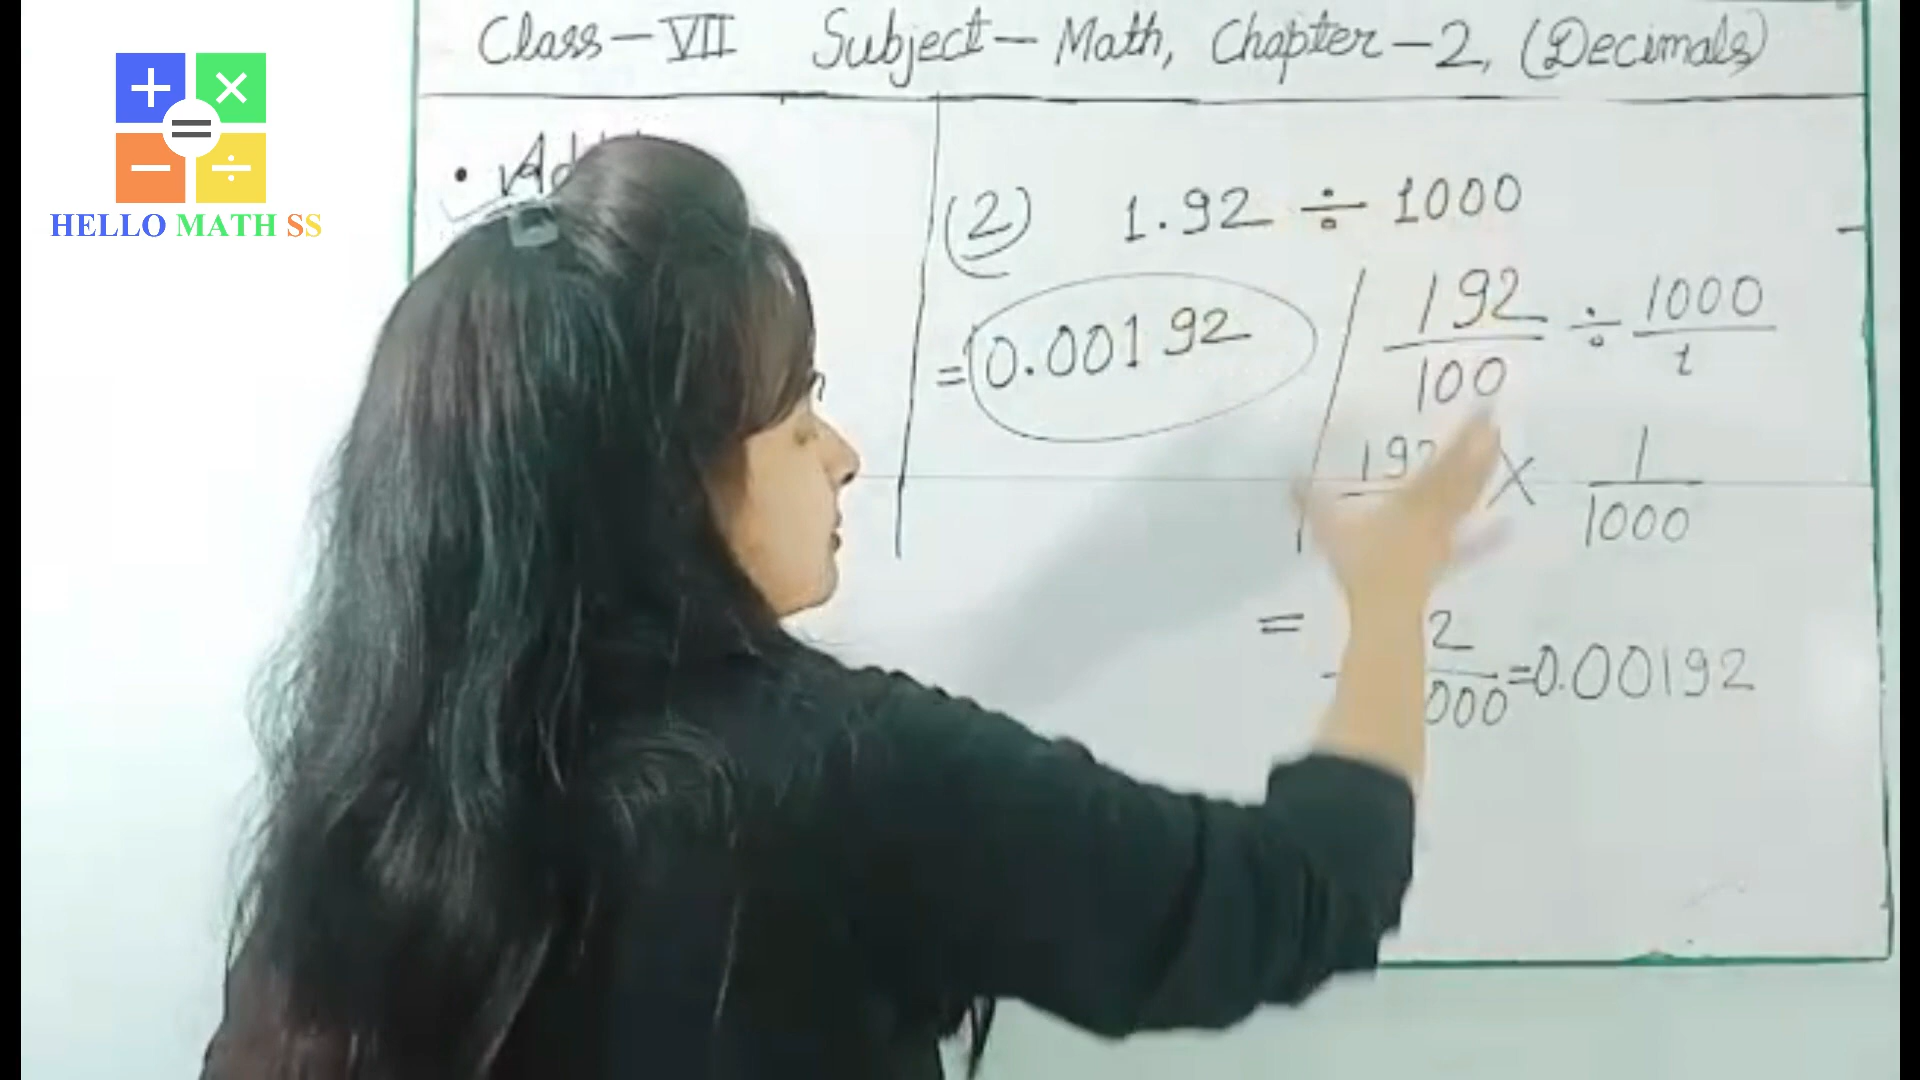 Class-VII Subject-Math, Chapter-2, (Decimals)
HELLO MATH SS
(2) 1.92 ÷ 1000
= 0.00192
192/100 ÷ 1000/1
× 1/1000
= =0.00192